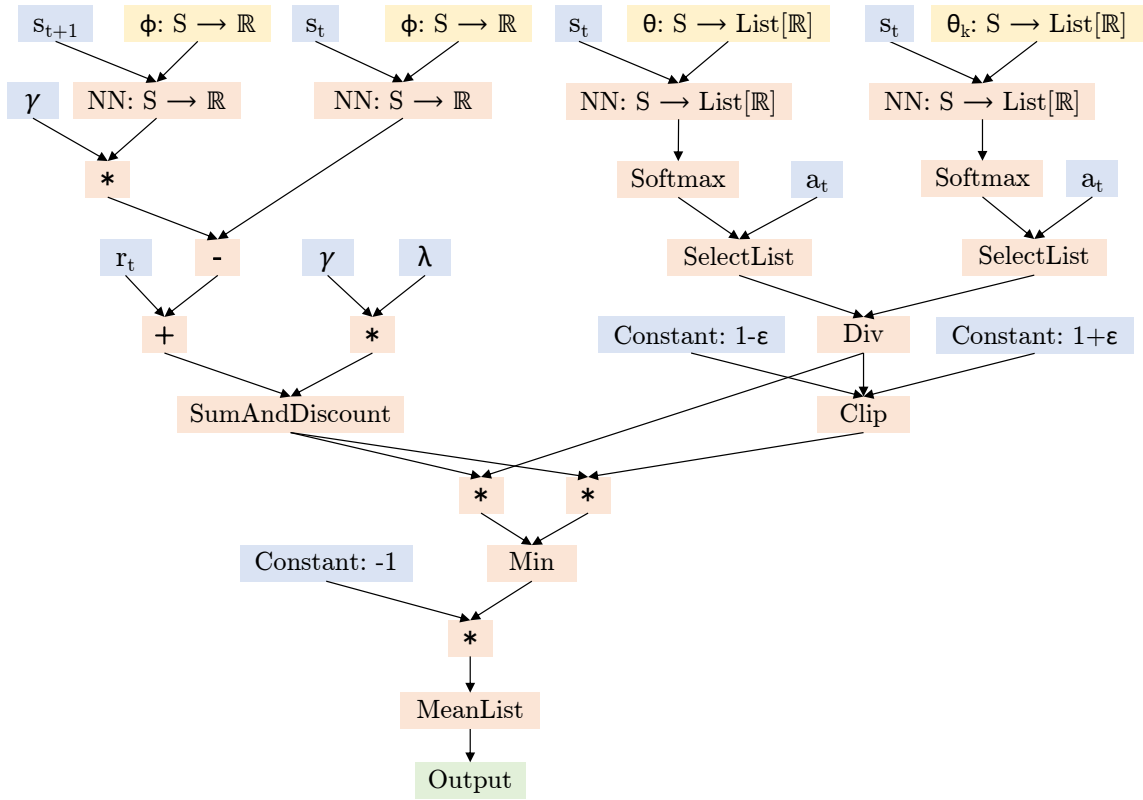 s_{t+1}
ϕ: S → ℝ
s_t
ϕ: S → ℝ
s_t
θ: S → List[ℝ]
s_t
θ_k: S → List[ℝ]
γ
NN: S → ℝ
NN: S → ℝ
NN: S → List[ℝ]
NN: S → List[ℝ]
*
Softmax
a_t
Softmax
a_t
r_t
-
γ
λ
SelectList
SelectList
+
*
Constant: 1-ε
Div
Constant: 1+ε
SumAndDiscount
Clip
*
*
Constant: -1
Min
*
MeanList
Output